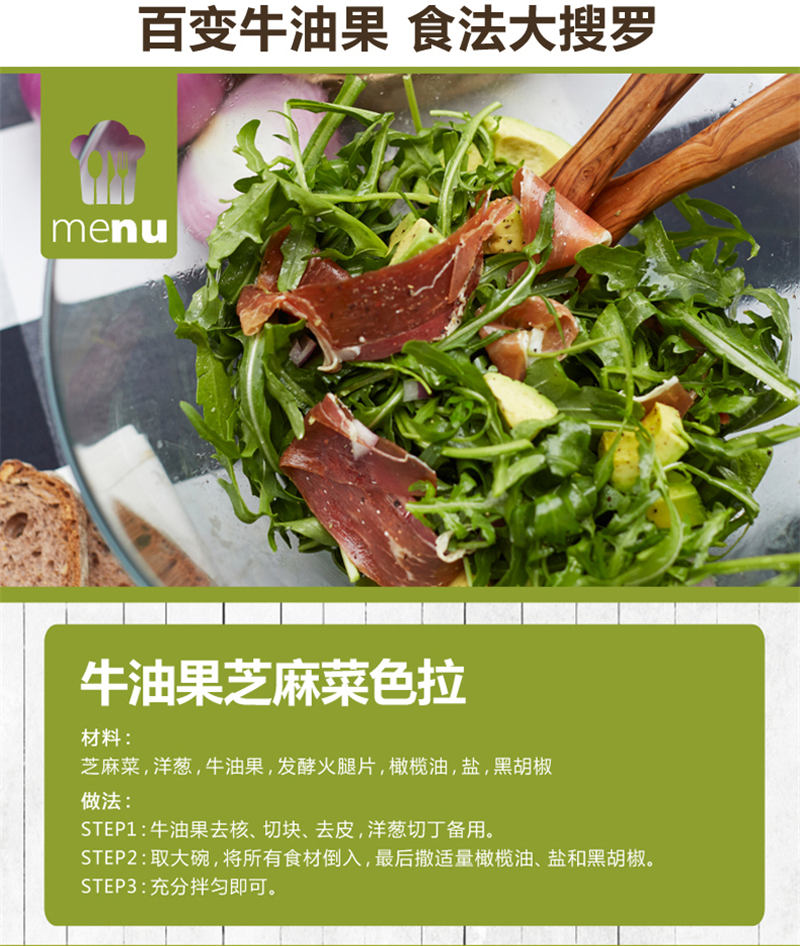 百变牛油果 食法大搜罗
menu
牛油果芝麻菜色拉
材料：
芝麻菜，洋葱，牛油果，发酵火腿片，橄榄油，盐，黑胡椒
做法：
STEP1：牛油果去核、切块、去皮，洋葱切丁备用。
STEP2：取大碗，将所有食材倒入，最后撒适量橄榄油、盐和黑胡椒。
STEP3：充分拌匀即可。